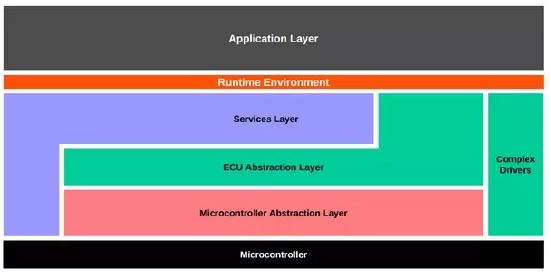 Application Layer
Runtime Environment
Services Layer
ECU Abstraction Layer
Complex
Drivers
Microcontroller Abstraction Layer
Microcontroller